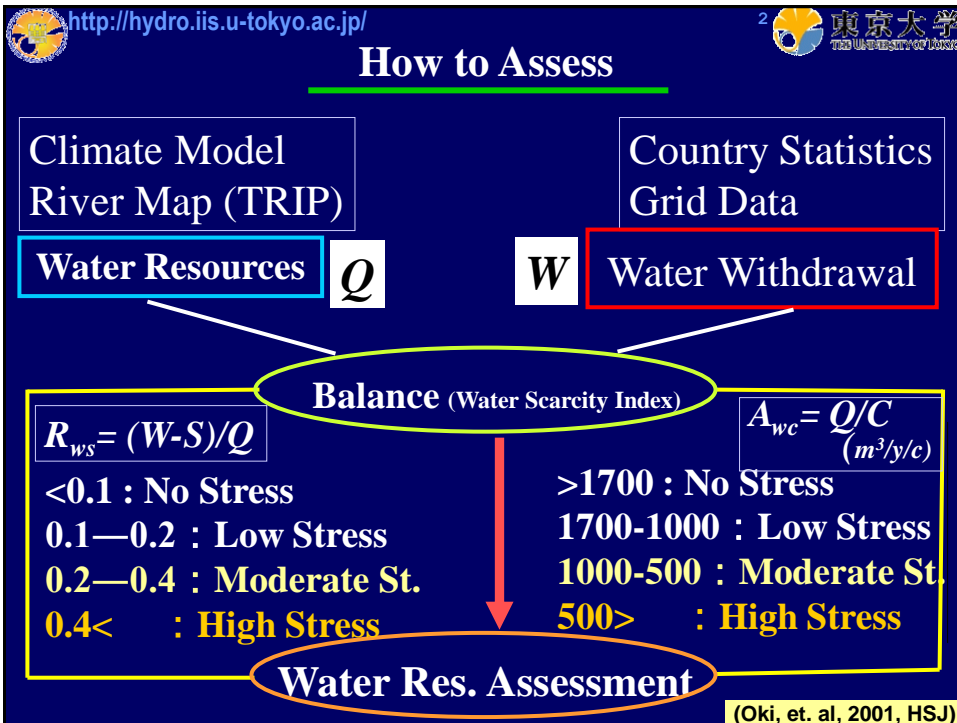 http://hydro.iis.u-tokyo.ac.jp/
2
東京大学
THE UNIVERSITY OF TOKYO
How to Assess
Climate Model
River Map (TRIP)
Country Statistics
Grid Data
Water Resources
Q
W
Water Withdrawal
Balance (Water Scarcity Index)
Rws= (W-S)/Q
<0.1 : No Stress
0.1—0.2：Low Stress
0.2—0.4：Moderate St.
0.4< ：High Stress
Awc= Q/C
(m³/y/c)
>1700 : No Stress
1700-1000：Low Stress
1000-500：Moderate St.
500> ：High Stress
Water Res. Assessment
(Oki, et. al, 2001, HSJ)